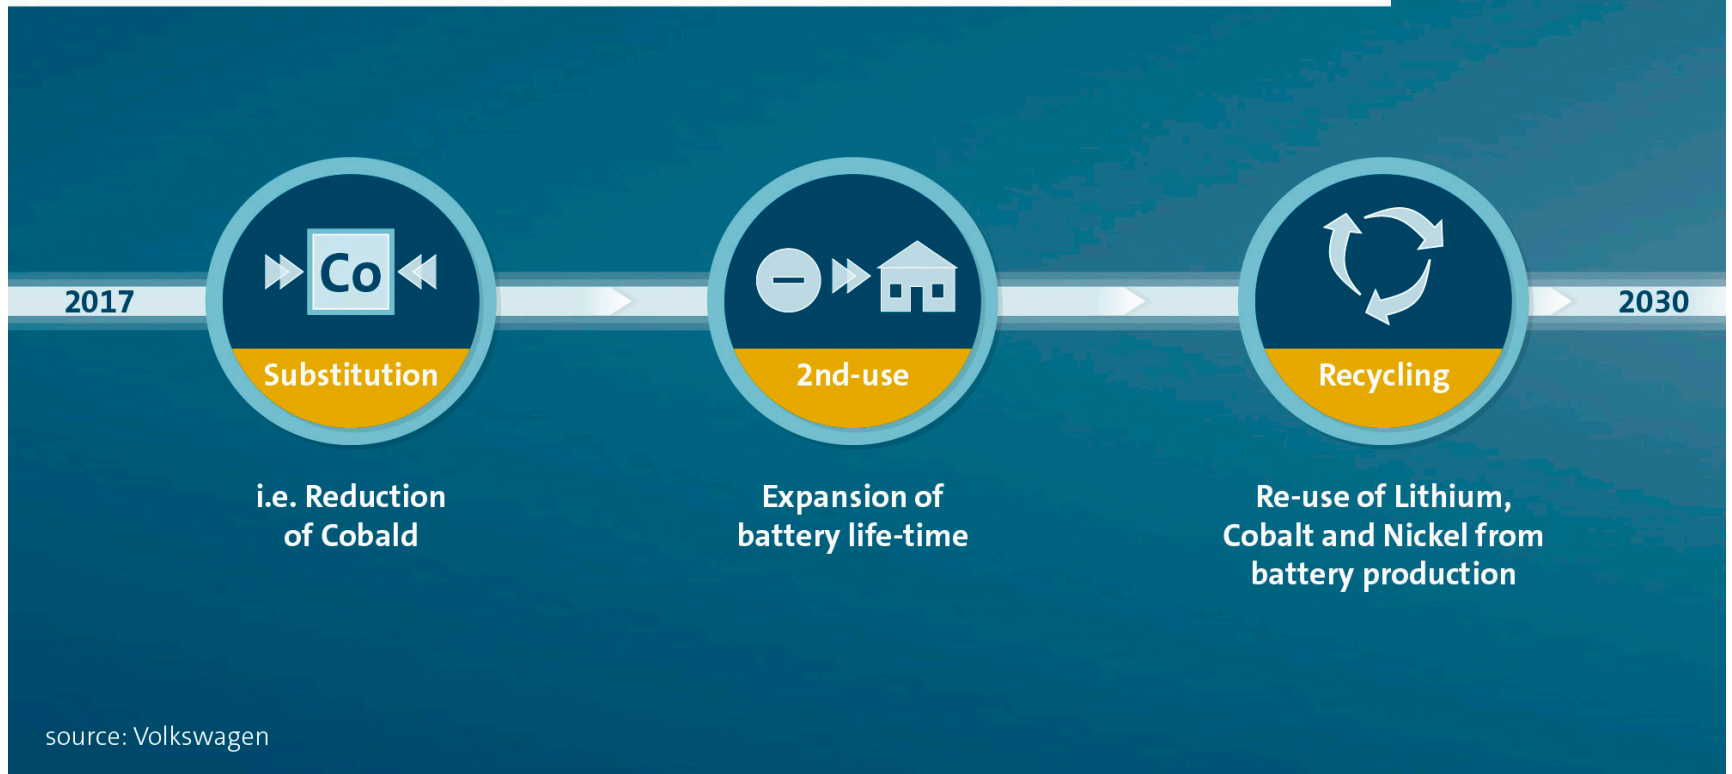 2017
Co
Substitution
2nd-use
Recycling
2030
i.e. Reduction
of Cobald
Expansion of
battery life-time
Re-use of Lithium,
Cobalt and Nickel from
battery production
source: Volkswagen